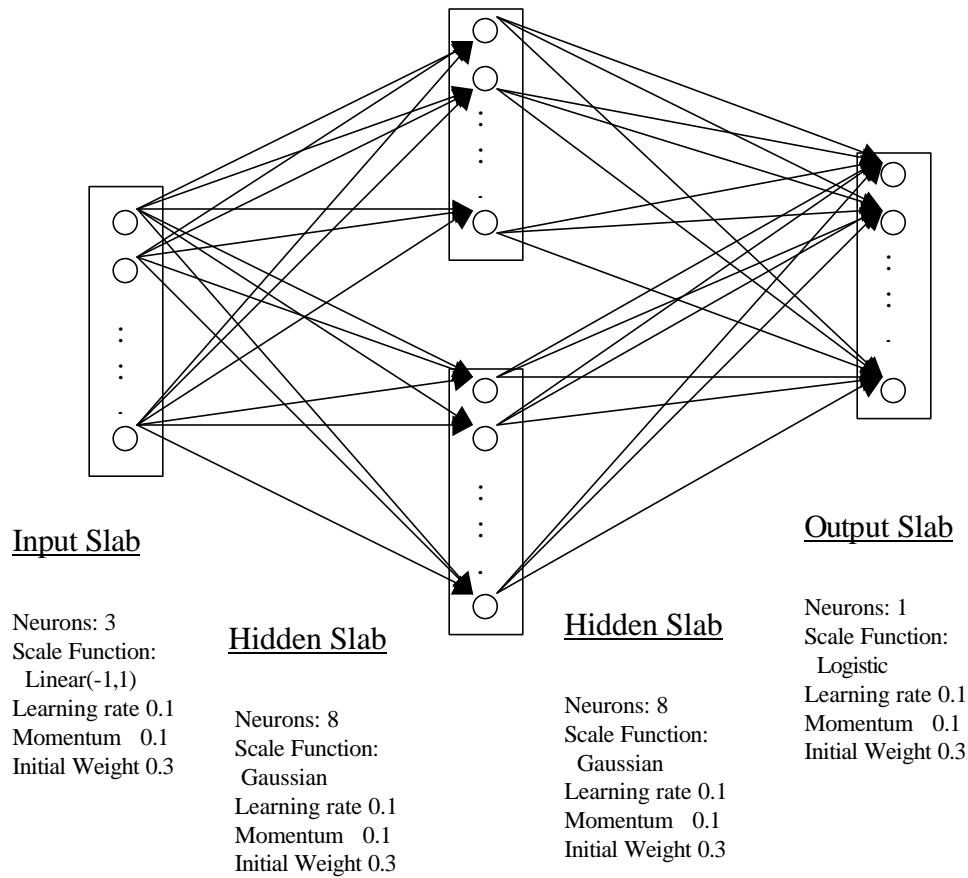 Input Slab
Neurons: 3
Scale Function:
Linear(-1,1)
Learning rate 0.1
Momentum 0.1
Initial Weight 0.3
Hidden Slab
Neurons: 8
Scale Function:
Gaussian
Learning rate 0.1
Momentum 0.1
Initial Weight 0.3
Hidden Slab
Neurons: 8
Scale Function:
Gaussian
Learning rate 0.1
Momentum 0.1
Initial Weight 0.3
Output Slab
Neurons: 1
Scale Function:
Logistic
Learning rate 0.1
Momentum 0.1
Initial Weight 0.3